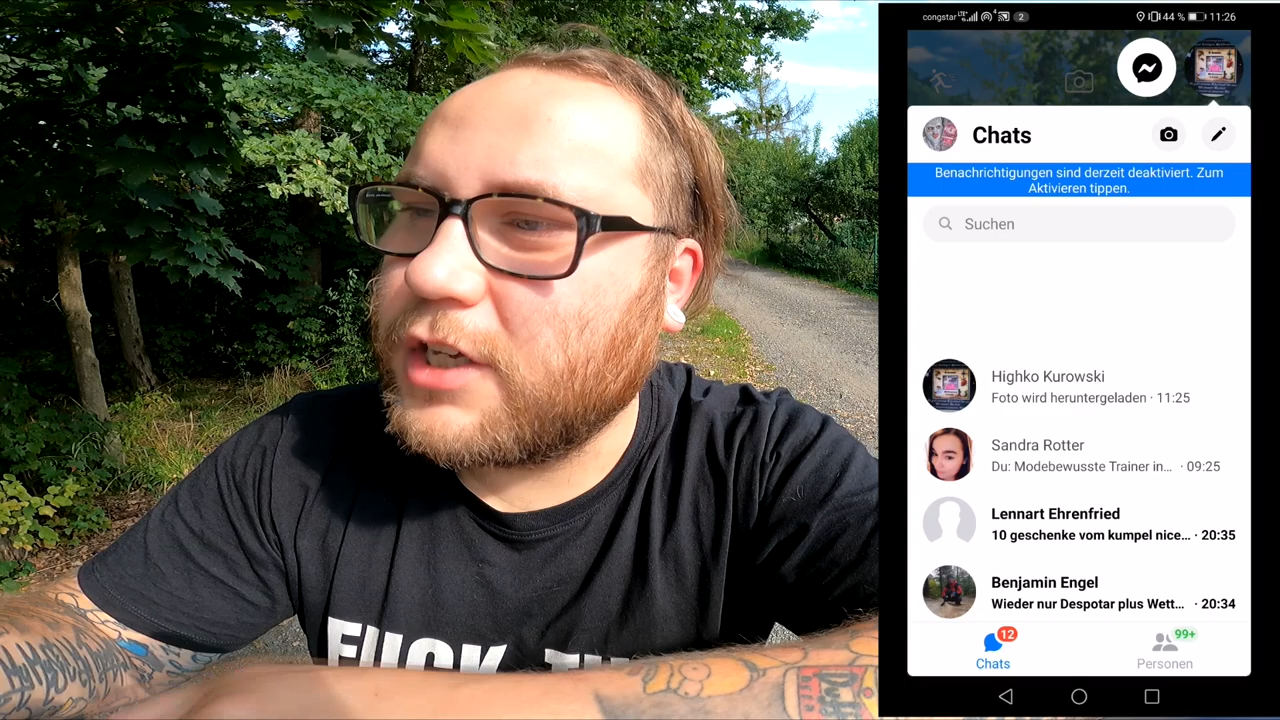 congstar
2
44 %
11:26
Chats
Benachrichtigungen sind derzeit deaktiviert. Zum
Aktivieren tippen.
Suchen
Highko Kurowski
Foto wird heruntergeladen · 11:25
Sandra Rotter
Du: Modebewusste Trainer in… · 09:25
Lennart Ehrenfried
10 geschenke vom kumpel nice… · 20:35
Benjamin Engel
Wieder nur Despotar plus Wett… · 20:34
12
99+
Chats
Personen
FUCK